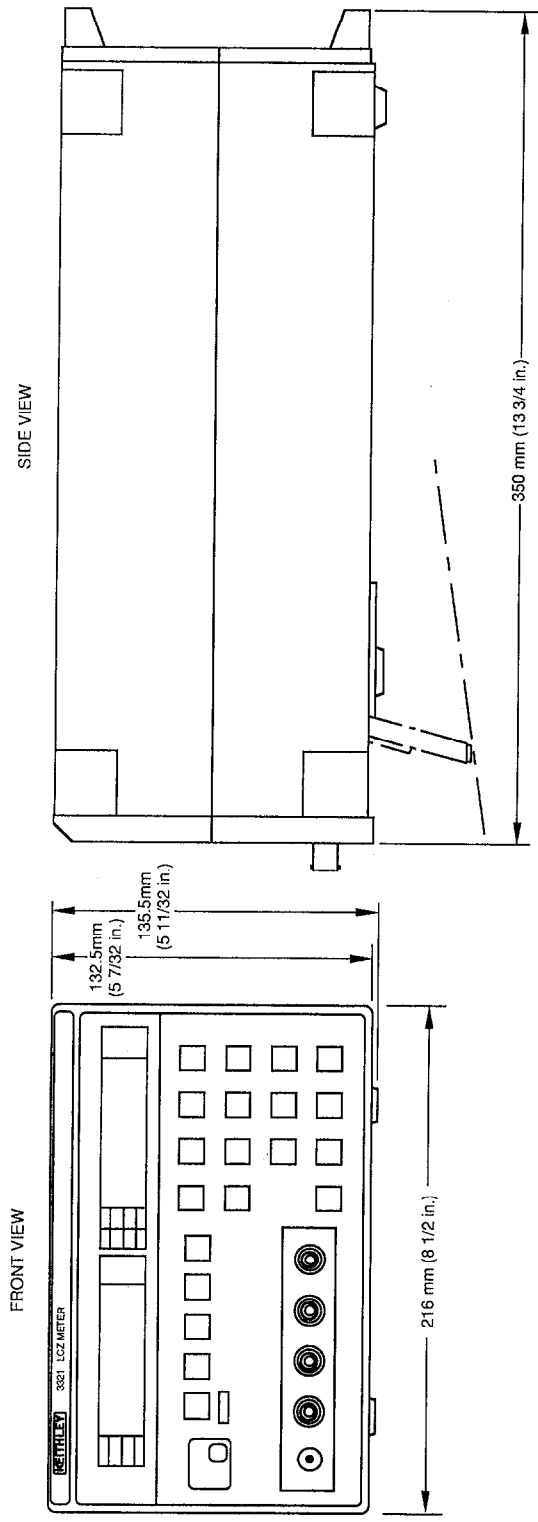 FRONT VIEW
KEITHLEY 3321 LCZ METER
132.5mm
(5 7/32 in.)
135.5mm
(5 11/32 in.)
216 mm (8 1/2 in.)
SIDE VIEW
350 mm (13 3/4 in.)